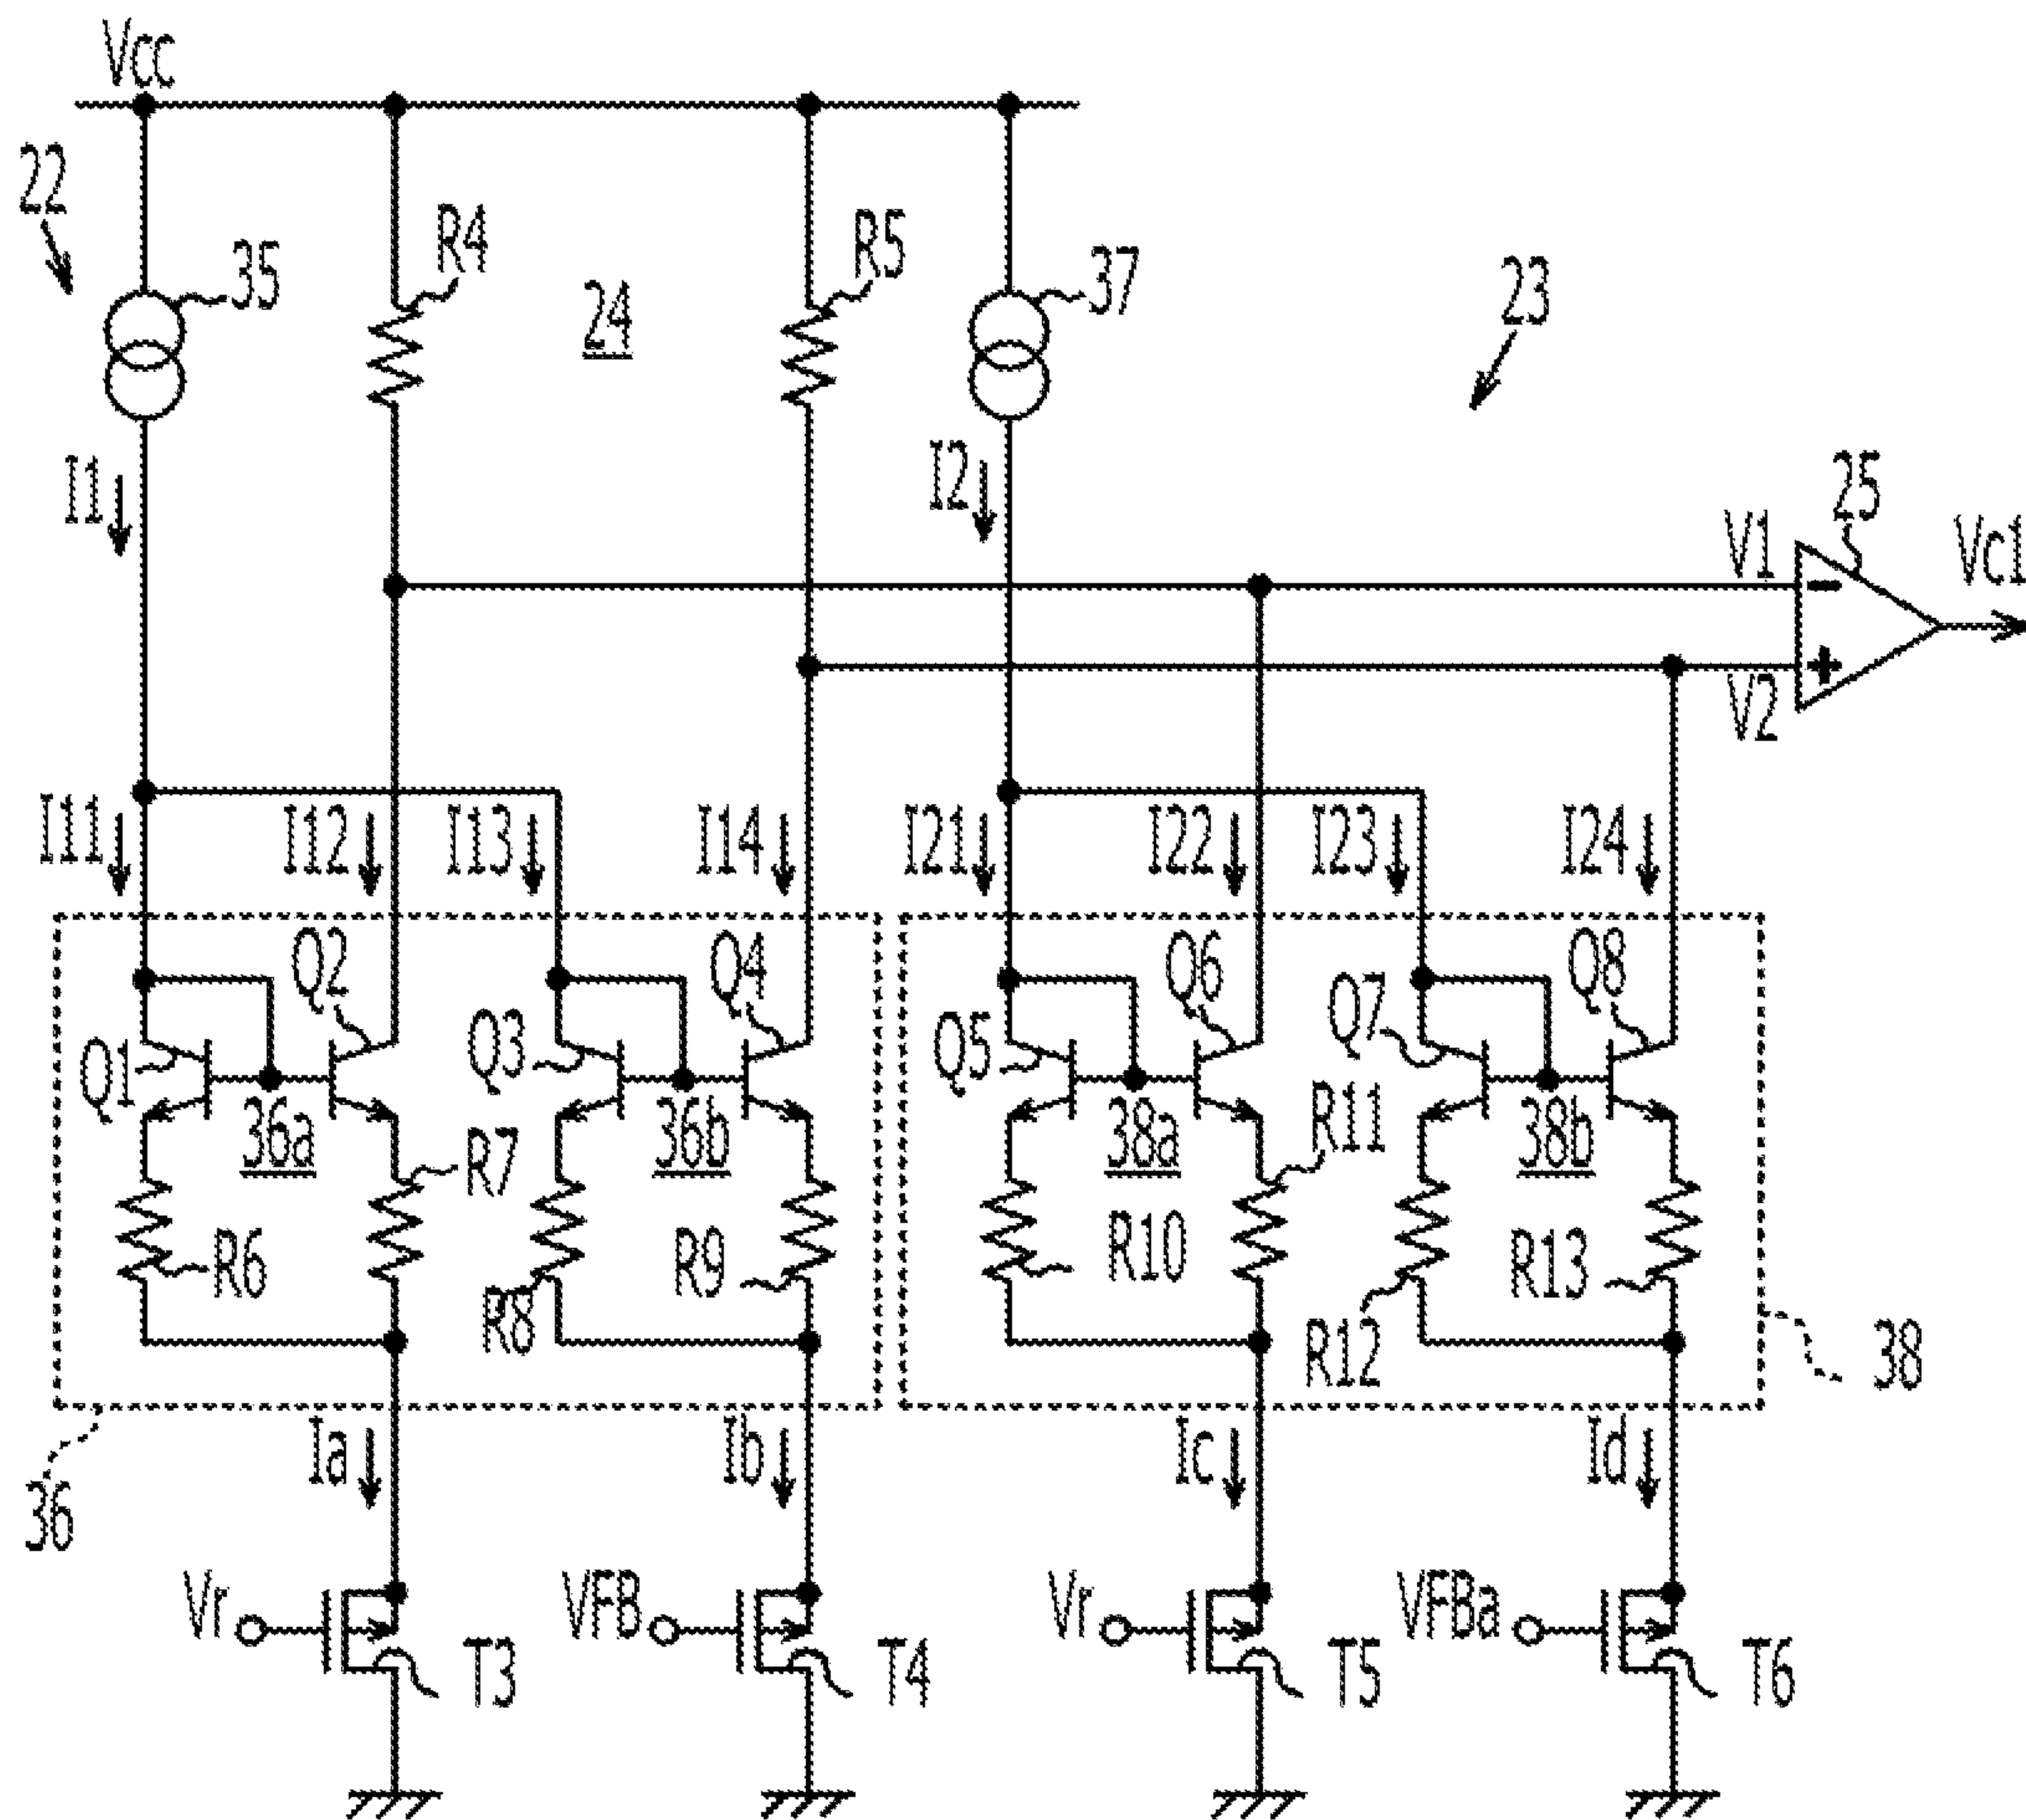 Vcc
22
35
R4
24
R5
37
23
I1
I2
25
V1
Vc1
−
+
V2
I11
I12
I13
I14
I21
I22
I23
I24
Q1
Q2
Q3
Q4
Q5
Q6
Q7
Q8
36a
R7
36b
38a
R11
38b
R6
R8
R9
R10
R12
R13
38
36
Ia
Ib
Ic
Id
Vr
T3
VFB
T4
Vr
T5
VFBa
T6